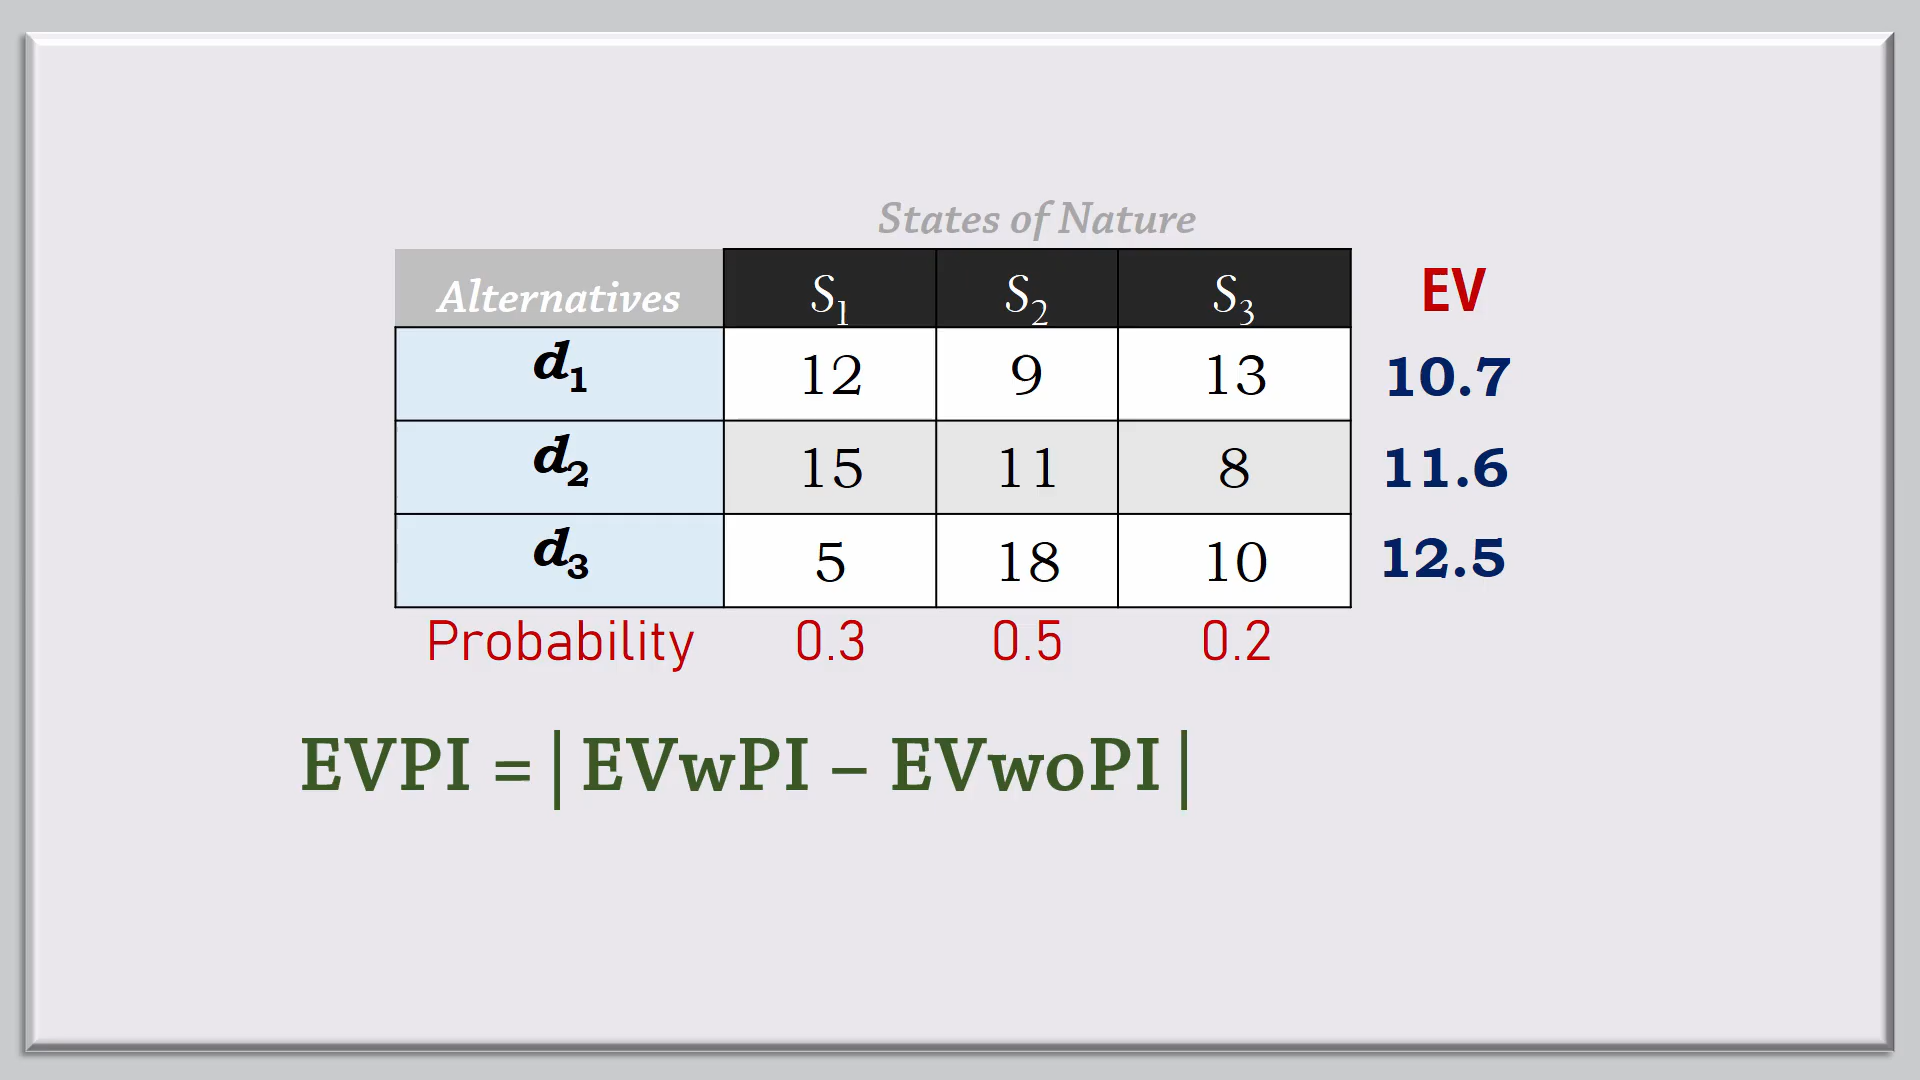 States of Nature
Alternatives S1 S2 S3 EV
d1 12 9 13 10.7
d2 15 11 8 11.6
d3 5 18 10 12.5
Probability 0.3 0.5 0.2
EVPI = | EVwPI – EVwoPI |